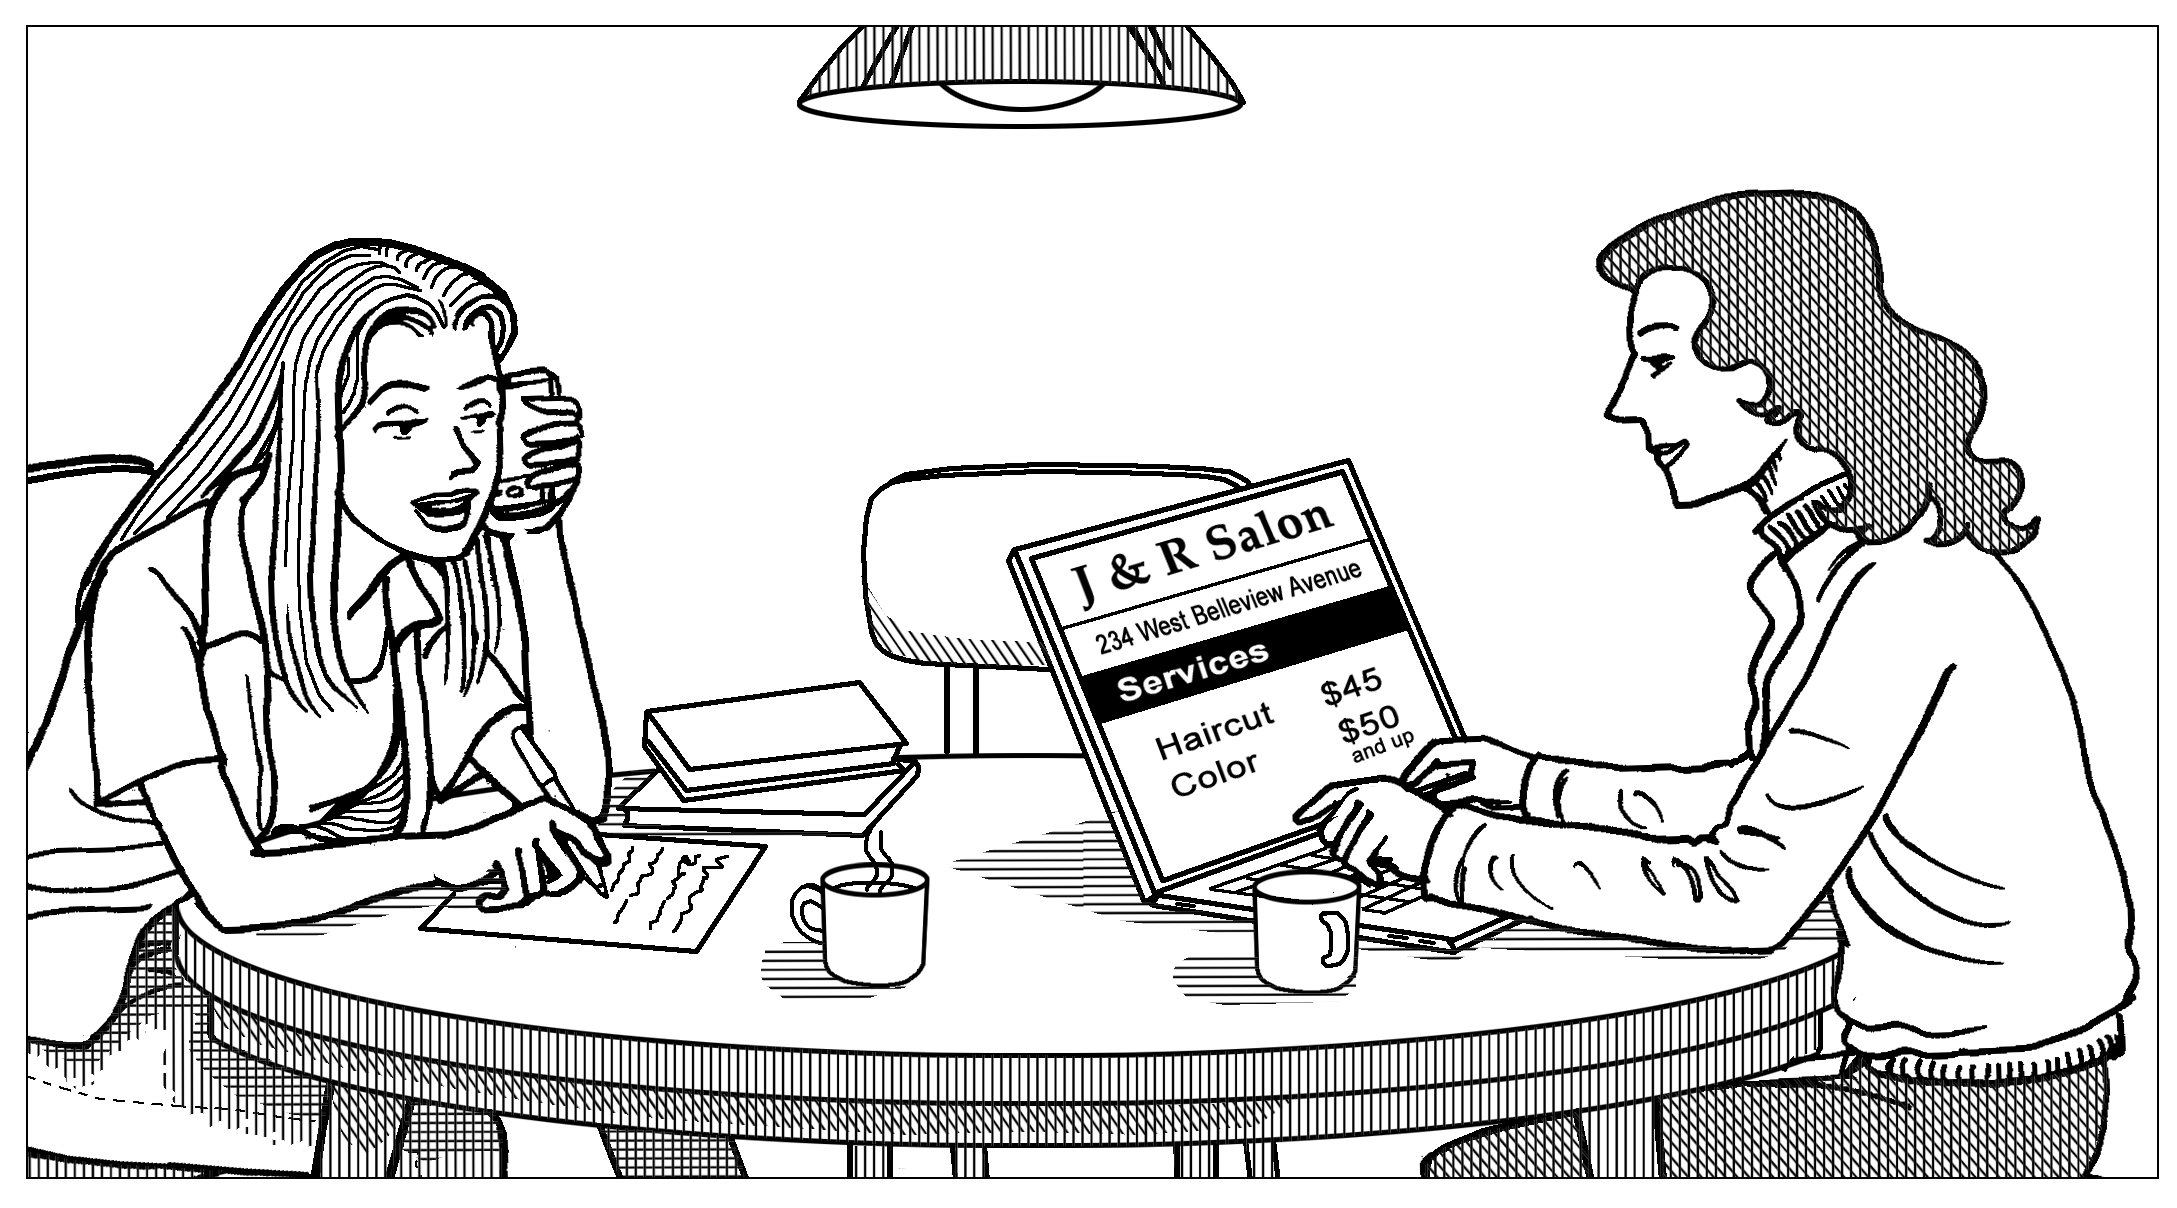 J & R Salon
234 West Belleview Avenue
Services
Haircut $45
Color $50
and up